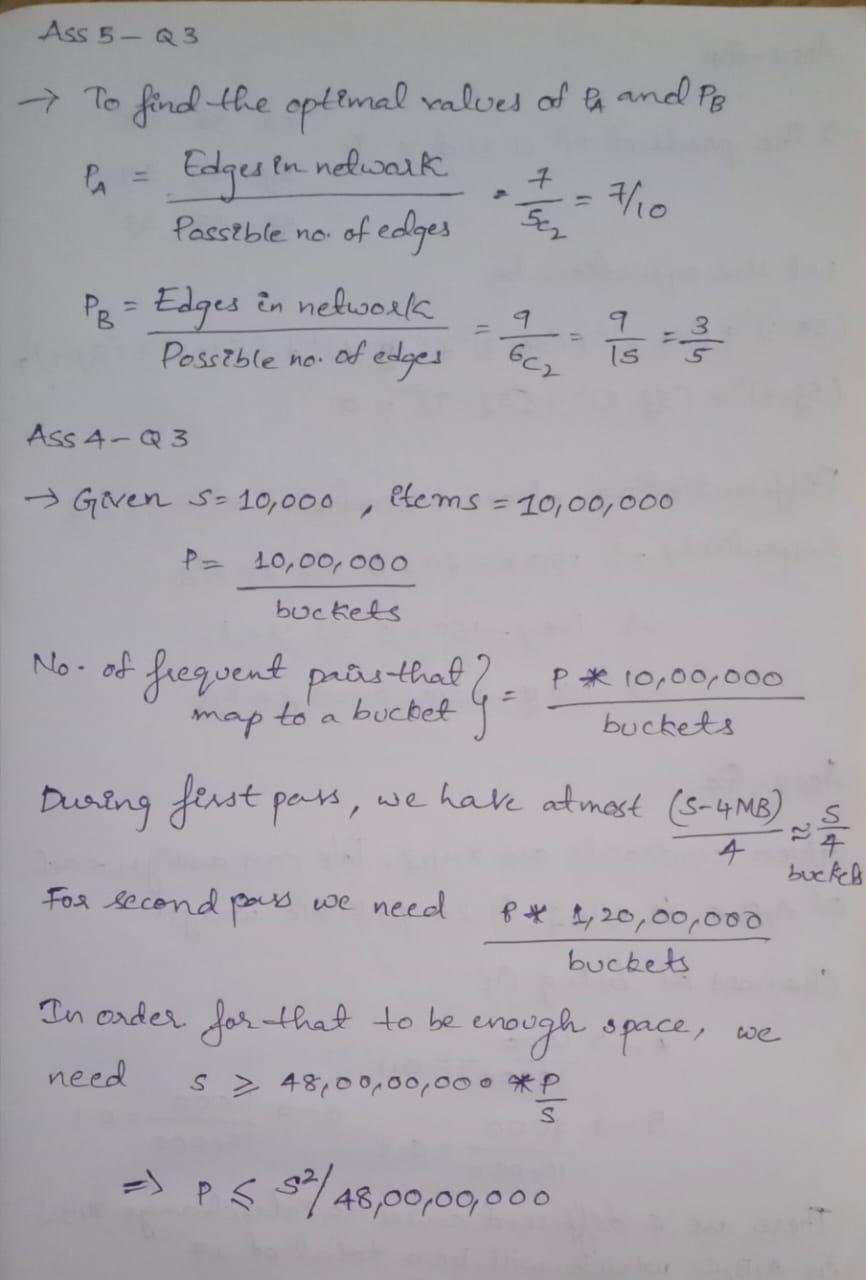 Ass 5 - Q3
→ To find the optimal values of PA and PB
PA = Edges in network / Possible no. of edges = 7 / 5C2 = 7/10
PB = Edges in network / Possible no. of edges = 9 / 6C2 = 9 / 15 = 3 / 5
Ass 4 - Q3
→ Given S = 10,000 , items = 10,00,000
P = 10,00,000 / buckets
No. of frequent pairs that
map to a bucket } = P * 10,00,000 / buckets
During first pass, we have atmost (S-4MB) / 4 ≈ S / 4
buckets
For second pass we need P * 1,20,00,000 / buckets
In order for that to be enough space, we
need S ⩾ 48,00,00,000 * P / S
⇒ P ⩽ S²/48,00,00,000